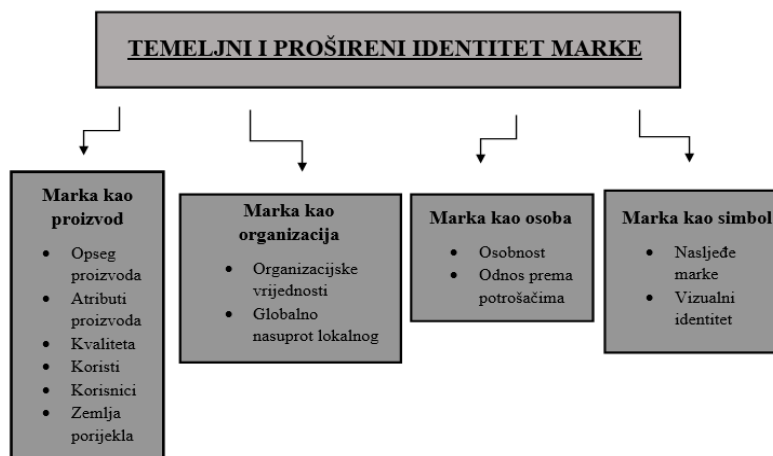 TEMELJNI I PROŠIRENI IDENTITET MARKE
Marka kao
proizvod
• Opseg
proizvoda
• Atributi
proizvoda
• Kvaliteta
• Koristi
• Korisnici
• Zemlja
porijekla
Marka kao
organizacija
• Organizacijske
vrijednosti
• Globalno
nasuprot lokalnog
Marka kao osoba
• Osobnost
• Odnos prema
potrošačima
Marka kao simbol
• Nasljeđe
marke
• Vizualni
identitet